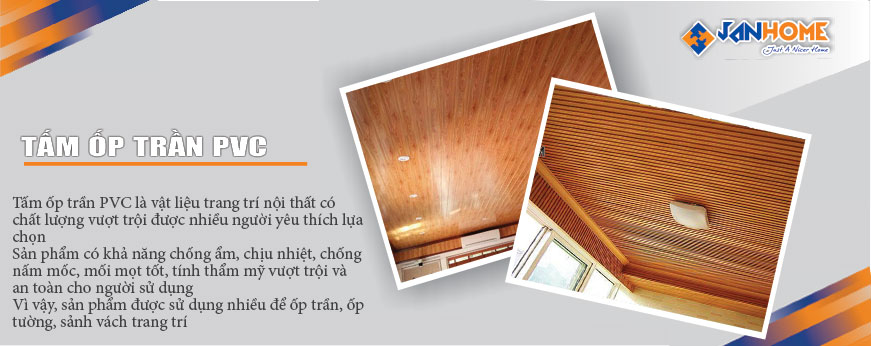 JANHOME
Just A Nicer Home
TẤM ỐP TRẦN PVC
Tấm ốp trần PVC là vật liệu trang trí nội thất có
chất lượng vượt trội được nhiều người yêu thích lựa
chọn
Sản phẩm có khả năng chống ẩm, chịu nhiệt, chống
nấm mốc, mối mọt tốt, tính thẩm mỹ vượt trội và
an toàn cho người sử dụng
Vì vậy, sản phẩm được sử dụng nhiều để ốp trần, ốp
tường, sảnh vách trang trí